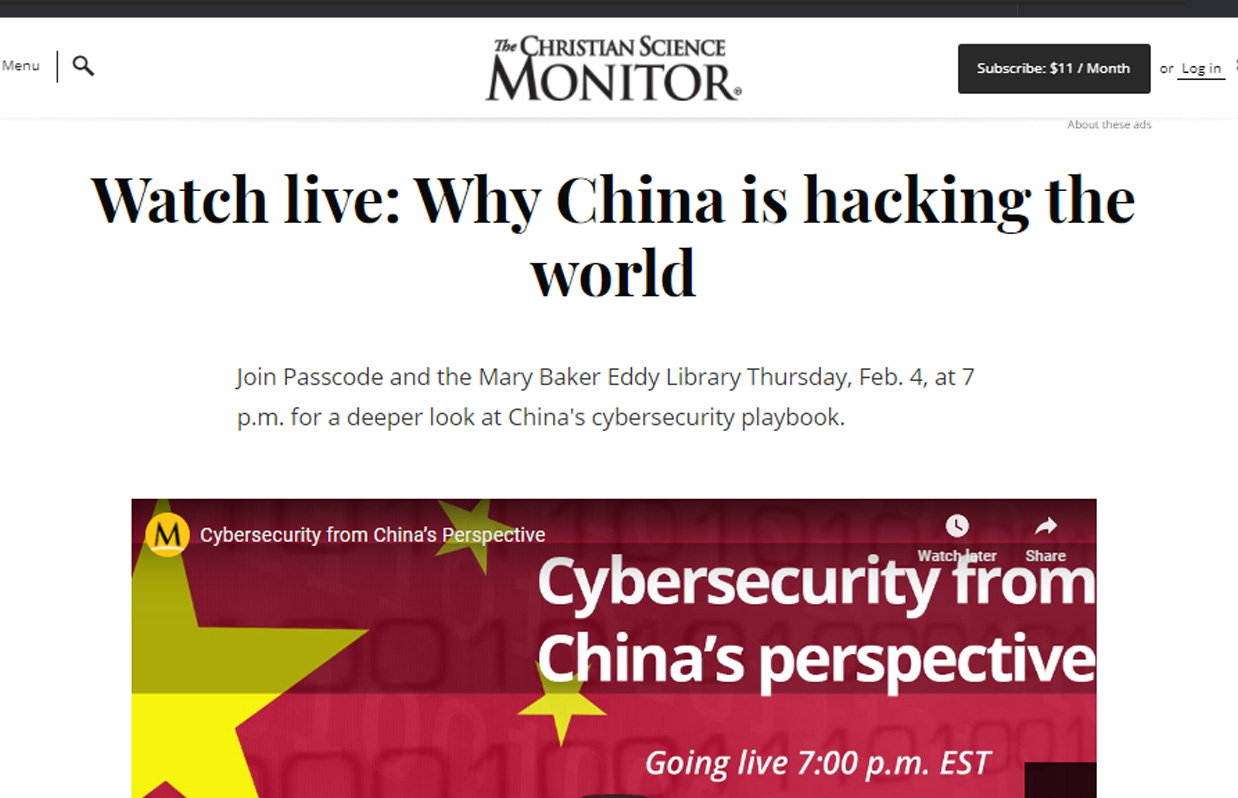 Menu
The CHRISTIAN SCIENCE
MONITOR®
Subscribe: $11 / Month
or Log in
About these ads
Watch live: Why China is hacking the
world
Join Passcode and the Mary Baker Eddy Library Thursday, Feb. 4, at 7
p.m. for a deeper look at China's cybersecurity playbook.
M
Cybersecurity from China’s Perspective
Watch later
Share
Cybersecurity from
China’s perspective
Going live 7:00 p.m. EST